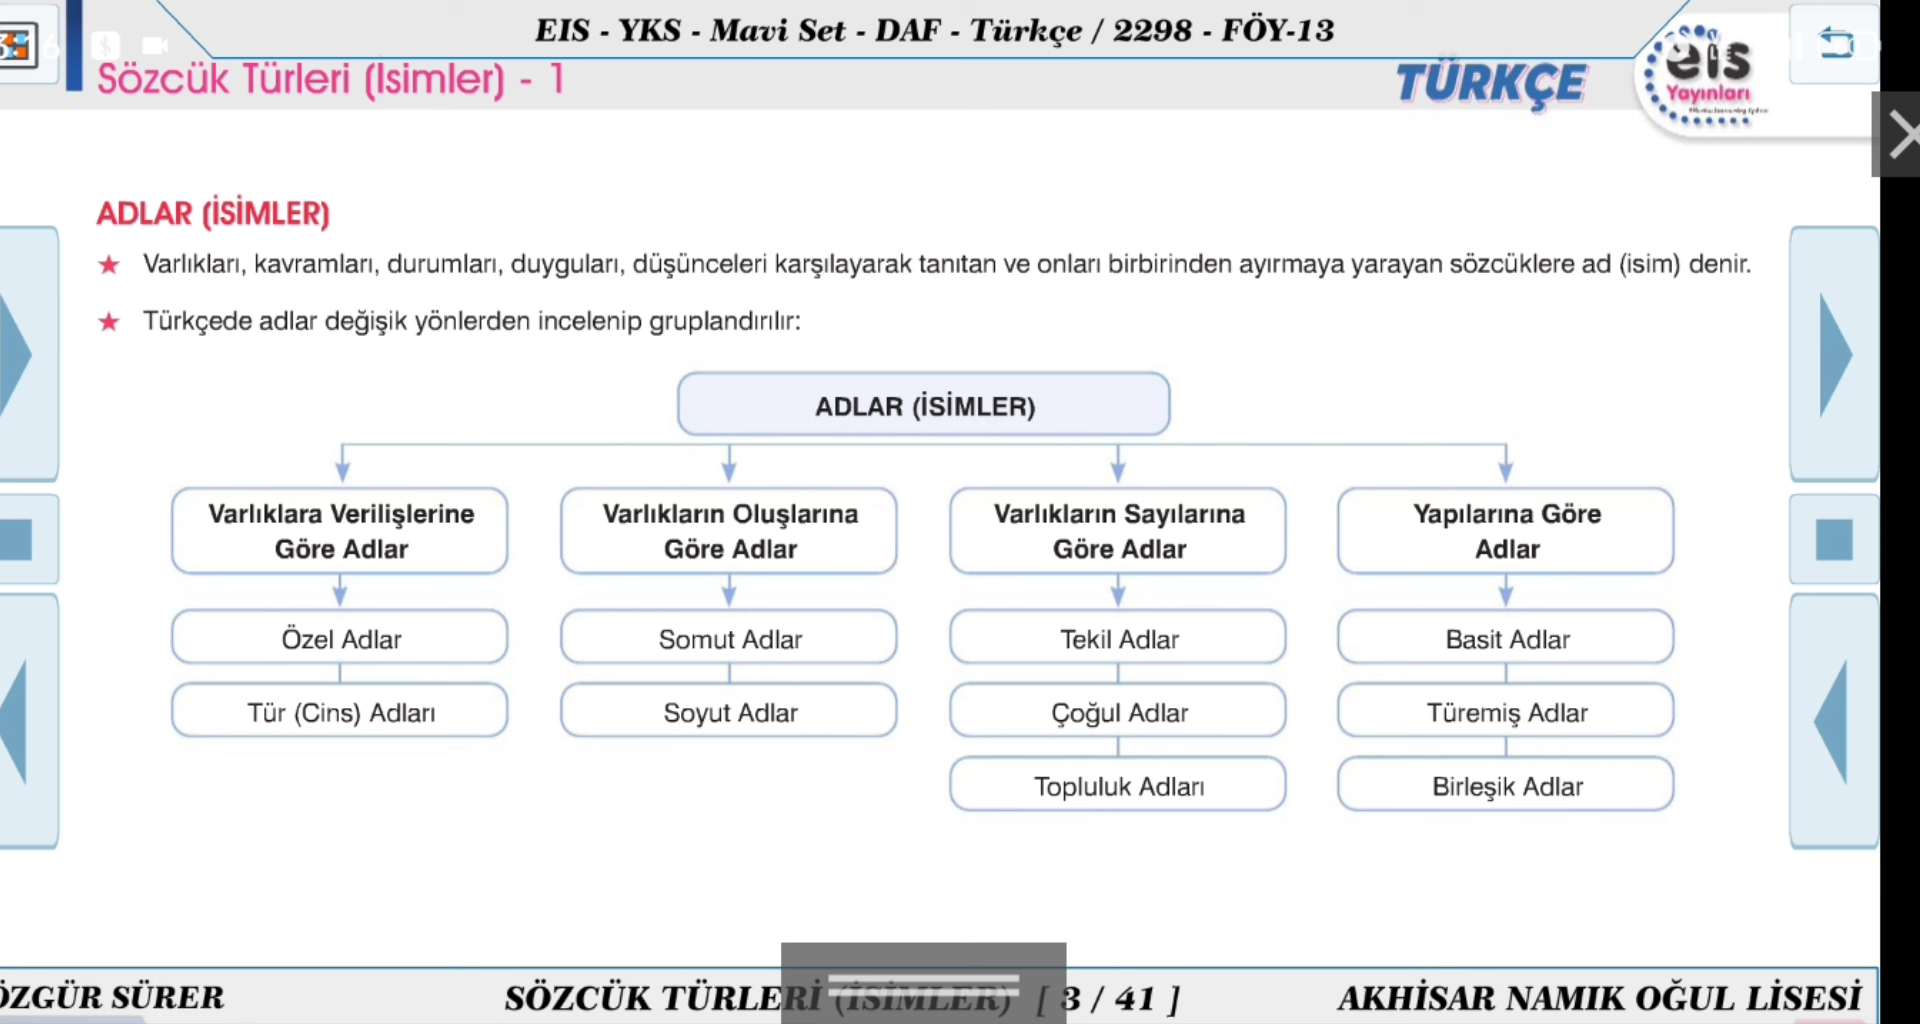 EIS - YKS - Mavi Set - DAF - Türkçe / 2298 - FÖY-13
Sözcük Türleri (İsimler) - 1
TÜRKÇE
eis
Yayınları
ADLAR (İSİMLER)
★ Varlıkları, kavramları, durumları, duyguları, düşünceleri karşılayarak tanıtan ve onları birbirinden ayırmaya yarayan sözcüklere ad (isim) denir.
★ Türkçede adlar değişik yönlerden incelenip gruplandırılır:
ADLAR (İSİMLER)
Varlıklara Verilişlerine
Göre Adlar
Özel Adlar
Tür (Cins) Adları
Varlıkların Oluşlarına
Göre Adlar
Somut Adlar
Soyut Adlar
Varlıkların Sayılarına
Göre Adlar
Tekil Adlar
Çoğul Adlar
Topluluk Adları
Yapılarına Göre
Adlar
Basit Adlar
Türemiş Adlar
Birleşik Adlar
ÖZGÜR SÜRER
SÖZCÜK TÜRLERİ (İSİMLER) [ 3 / 41 ]
AKHİSAR NAMIK OĞUL LİSESİ